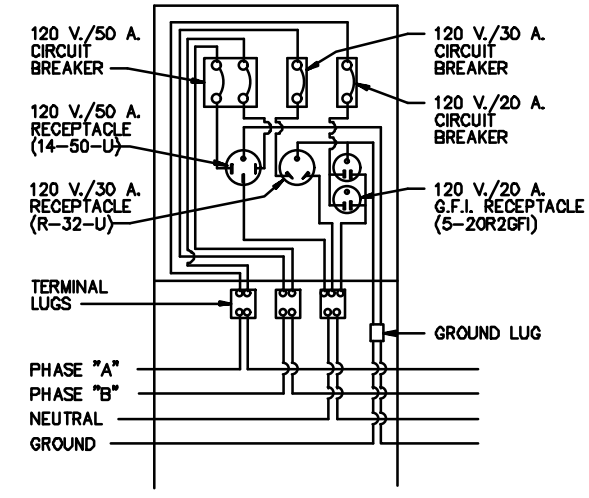 120 V./50 A.
CIRCUIT
BREAKER
120 V./50 A.
RECEPTACLE
(14-50-U)
120 V./30 A.
RECEPTACLE
(R-32-U)
TERMINAL
LUGS
PHASE "A"
PHASE "B"
NEUTRAL
GROUND
120 V./30 A.
CIRCUIT
BREAKER
120 V./20 A.
CIRCUIT
BREAKER
120 V./20 A.
G.F.I. RECEPTACLE
(5-20R2GFI)
GROUND LUG